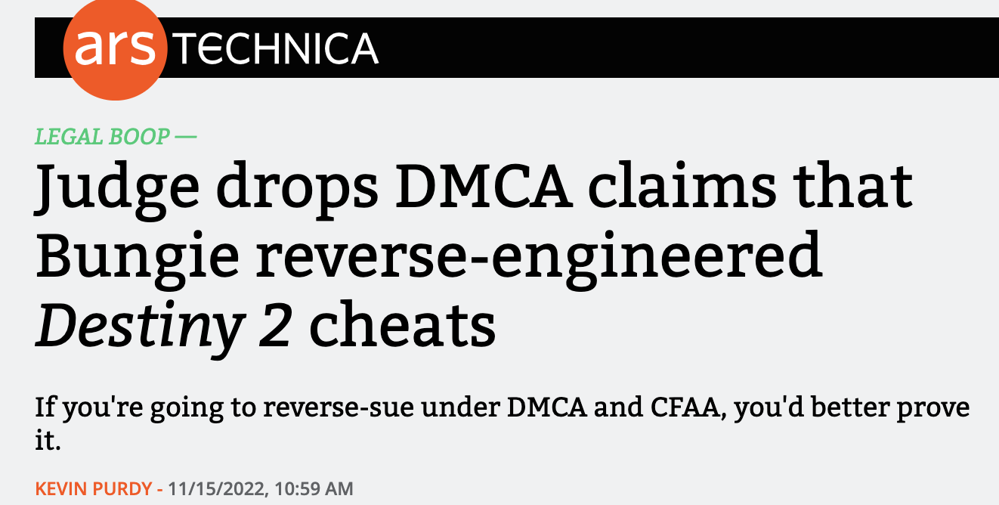 ars TECHNICA
LEGAL BOOP —
Judge drops DMCA claims that
Bungie reverse-engineered
Destiny 2 cheats
If you're going to reverse-sue under DMCA and CFAA, you'd better prove
it.
KEVIN PURDY - 11/15/2022, 10:59 AM